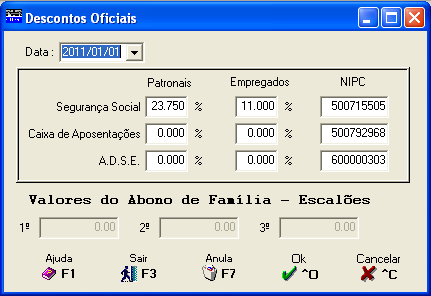 Descontos Oficiais
Data : 2011/01/01
Patronais Empregados NIPC
Segurança Social 23.750 % 11.000 % 500715505
Caixa de Aposentações 0.000 % 0.000 % 500792968
A.D.S.E. 0.000 % 0.000 % 600000303
Valores do Abono de Família - Escalões
1º 0.00 2º 0.00 3º 0.00
Ajuda Sair Anula Ok Cancelar
F1 F3 F7 ^O ^C